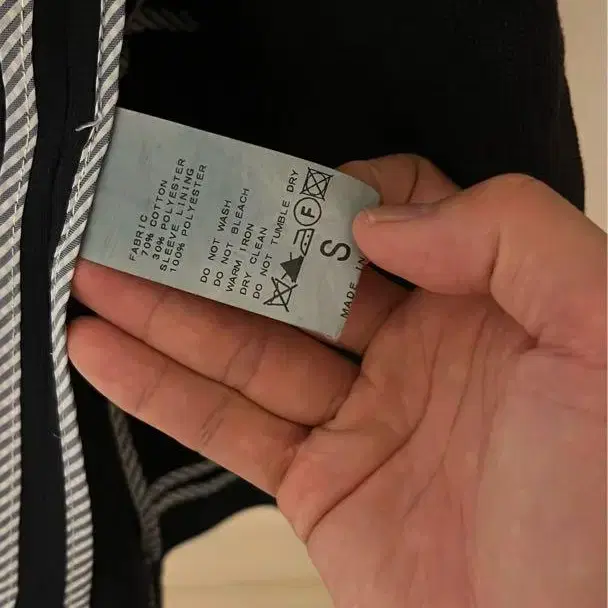 FABRIC
70% COTTON
30% POLYESTER
SLEEVE LINING
100% POLYESTER
DO NOT WASH
DO NOT BLEACH
WARM IRON
DRY CLEAN
DO NOT TUMBLE DRY
F
S
MADE IN